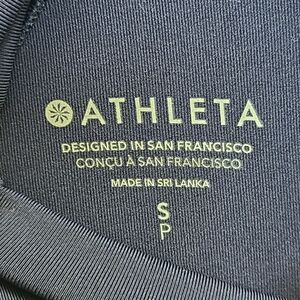 ATHLETA
DESIGNED IN SAN FRANCISCO
CONÇU À SAN FRANCISCO
MADE IN SRI LANKA
S
P